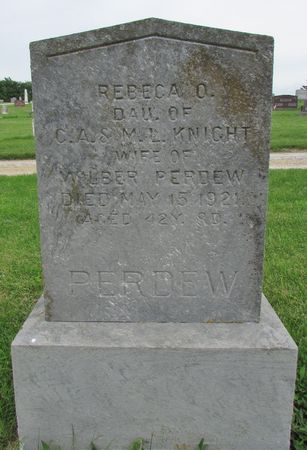 REBECA O.
DAU. OF
C. A. & M. L. KNIGHT
WIFE OF
WILBER PERDEW
DIED MAY 15, 1921
AGED 42Y. 8D.
PERDEW